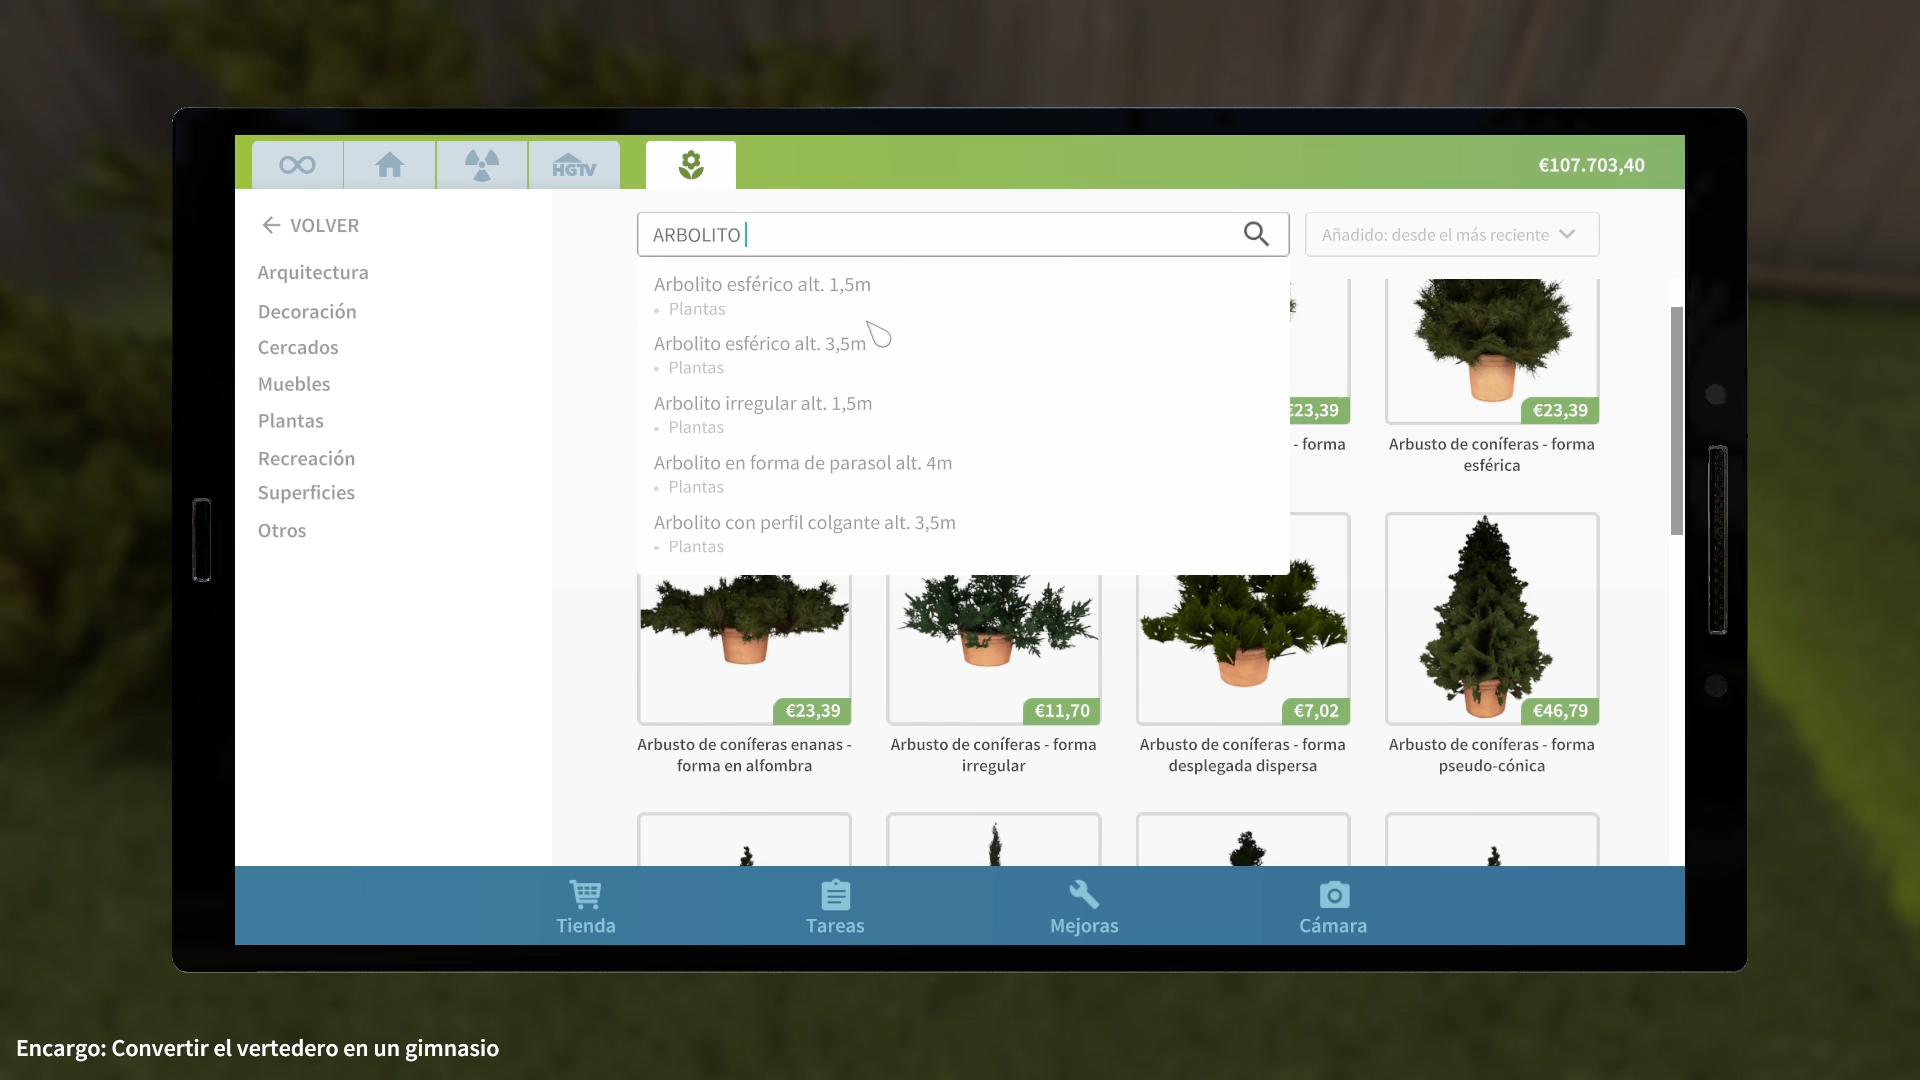 HGTV
€107.703,40
VOLVER
Arquitectura
Decoración
Cercados
Muebles
Plantas
Recreación
Superficies
Otros
ARBOLITO
Añadido: desde el más reciente
Arbolito esférico alt. 1,5m
• Plantas
Arbolito esférico alt. 3,5m
• Plantas
Arbolito irregular alt. 1,5m
• Plantas
Arbolito en forma de parasol alt. 4m
• Plantas
Arbolito con perfil colgante alt. 3,5m
• Plantas
€23,39
- forma
€23,39
Arbusto de coníferas - forma
esférica
€23,39
Arbusto de coníferas enanas -
forma en alfombra
€11,70
Arbusto de coníferas - forma
irregular
€7,02
Arbusto de coníferas - forma
desplegada dispersa
€46,79
Arbusto de coníferas - forma
pseudo-cónica
Tienda
Tareas
Mejoras
Cámara
Encargo: Convertir el vertedero en un gimnasio